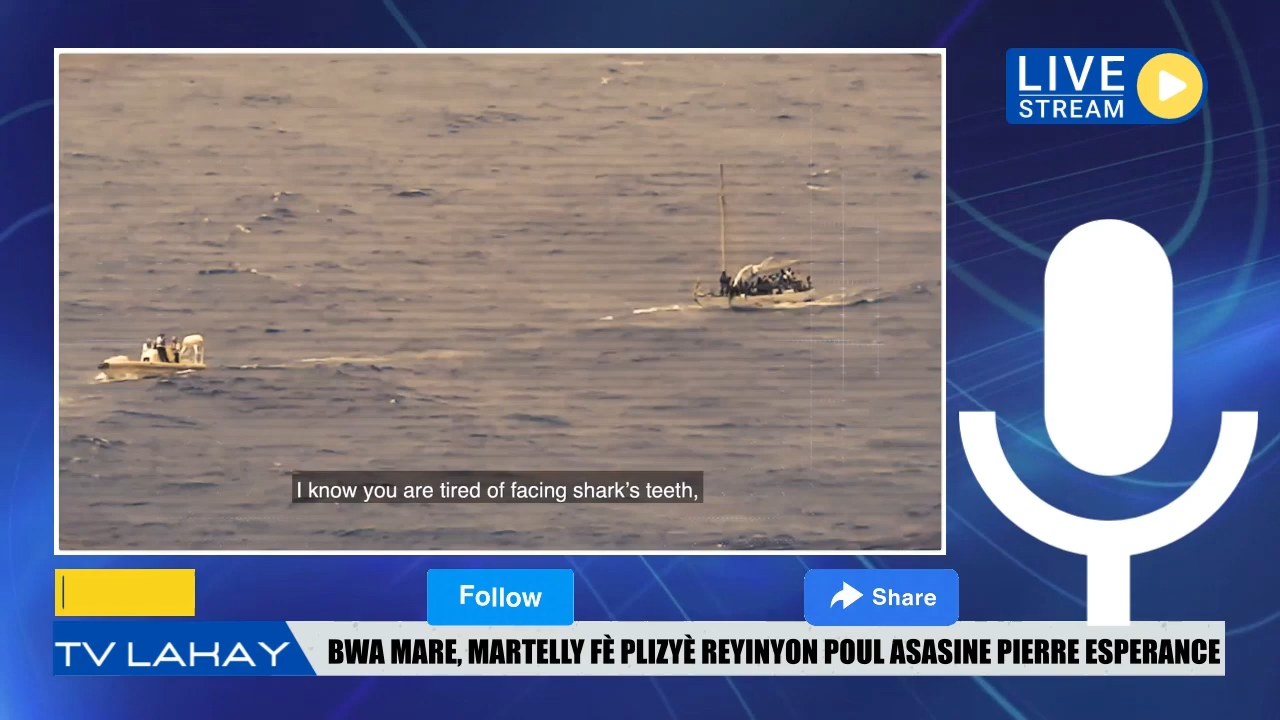 LIVE
STREAM
I know you are tired of facing shark's teeth,
Follow
Share
TV LAKAY
BWA MARE, MARTELLY FÈ PLIZYÈ REYINYON POUL ASASINE PIERRE ESPERANCE